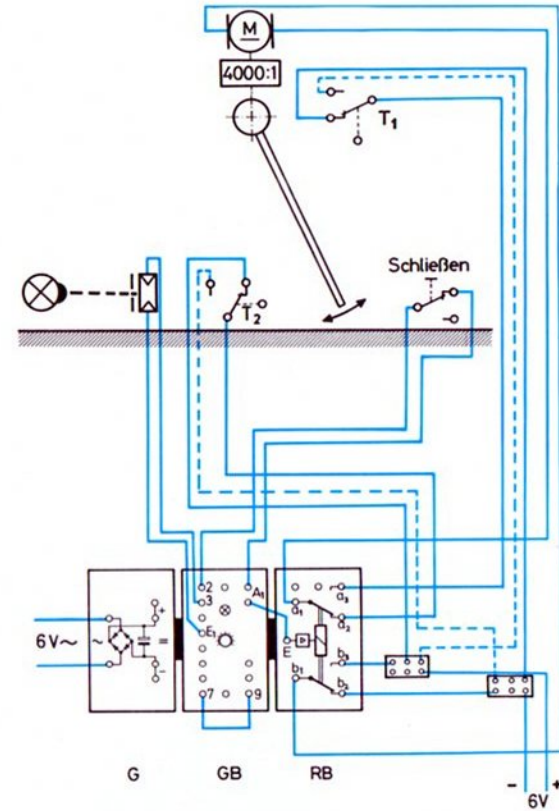 M
4000:1
T1
Schließen
T2
2
3
A1
E1
7
9
a3
a1
a2
E
b1
b3
b2
6V~
~
+
=
-
G
GB
RB
-
+
6V